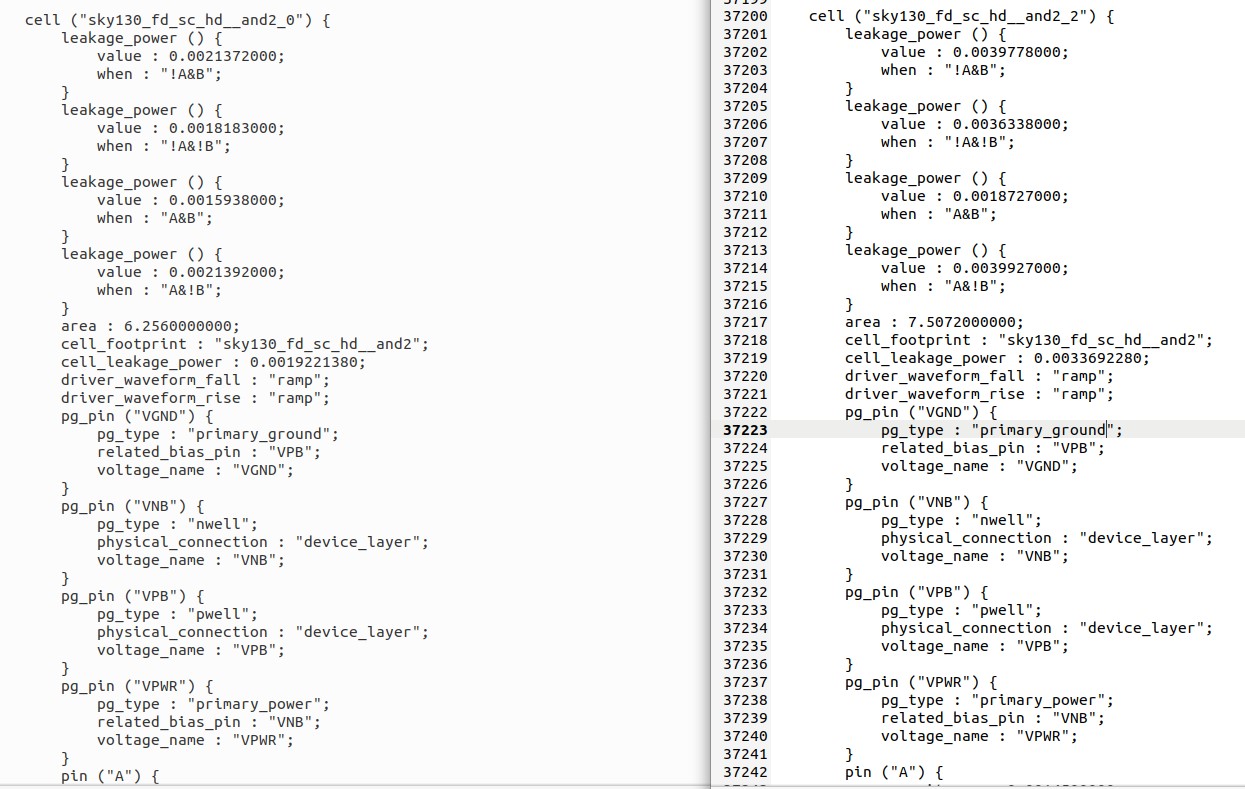 cell ("sky130_fd_sc_hd__and2_0") {
leakage_power () {
value : 0.0021372000;
when : "!A&B";
}
leakage_power () {
value : 0.0018183000;
when : "!A&!B";
}
leakage_power () {
value : 0.0015938000;
when : "A&B";
}
leakage_power () {
value : 0.0021392000;
when : "A&!B";
}
area : 6.2560000000;
cell_footprint : "sky130_fd_sc_hd__and2";
cell_leakage_power : 0.0019221380;
driver_waveform_fall : "ramp";
driver_waveform_rise : "ramp";
pg_pin ("VGND") {
pg_type : "primary_ground";
related_bias_pin : "VPB";
voltage_name : "VGND";
}
pg_pin ("VNB") {
pg_type : "nwell";
physical_connection : "device_layer";
voltage_name : "VNB";
}
pg_pin ("VPB") {
pg_type : "pwell";
physical_connection : "device_layer";
voltage_name : "VPB";
}
pg_pin ("VPWR") {
pg_type : "primary_power";
related_bias_pin : "VNB";
voltage_name : "VPWR";
}
pin ("A") {
37200 cell ("sky130_fd_sc_hd__and2_2") {
37201 leakage_power () {
37202 value : 0.0039778000;
37203 when : "!A&B";
37204 }
37205 leakage_power () {
37206 value : 0.0036338000;
37207 when : "!A&!B";
37208 }
37209 leakage_power () {
37210 value : 0.0018727000;
37211 when : "A&B";
37212 }
37213 leakage_power () {
37214 value : 0.0039927000;
37215 when : "A&!B";
37216 }
37217 area : 7.5072000000;
37218 cell_footprint : "sky130_fd_sc_hd__and2";
37219 cell_leakage_power : 0.0033692280;
37220 driver_waveform_fall : "ramp";
37221 driver_waveform_rise : "ramp";
37222 pg_pin ("VGND") {
37223 pg_type : "primary_ground";
37224 related_bias_pin : "VPB";
37225 voltage_name : "VGND";
37226 }
37227 pg_pin ("VNB") {
37228 pg_type : "nwell";
37229 physical_connection : "device_layer";
37230 voltage_name : "VNB";
37231 }
37232 pg_pin ("VPB") {
37233 pg_type : "pwell";
37234 physical_connection : "device_layer";
37235 voltage_name : "VPB";
37236 }
37237 pg_pin ("VPWR") {
37238 pg_type : "primary_power";
37239 related_bias_pin : "VNB";
37240 voltage_name : "VPWR";
37241 }
37242 pin ("A") {